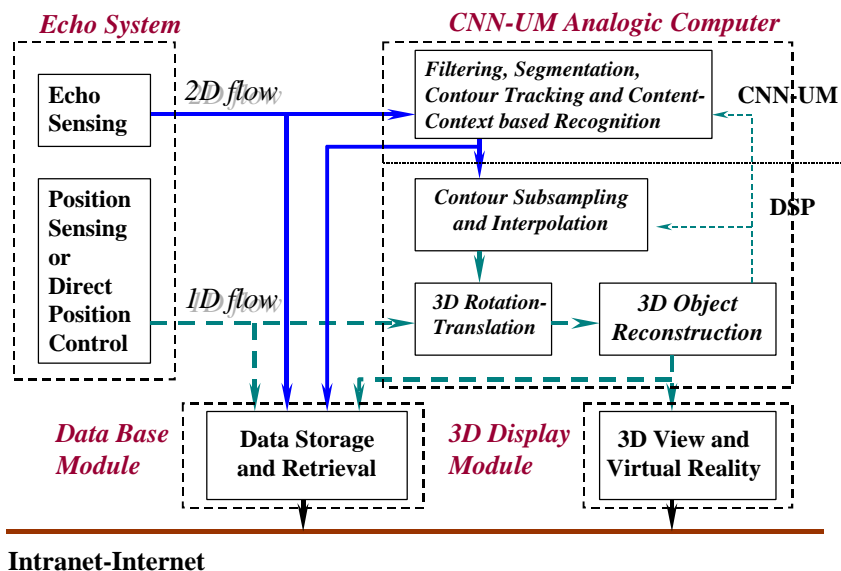 Echo System
CNN-UM Analogic Computer
Echo
Sensing
2D flow
Filtering, Segmentation,
Contour Tracking and Content-
Context based Recognition
CNN-UM
Position
Sensing
or
Direct
Position
Control
Contour Subsampling
and Interpolation
DSP
1D flow
3D Rotation-
Translation
3D Object
Reconstruction
Data Base
Module
Data Storage
and Retrieval
3D Display
Module
3D View and
Virtual Reality
Intranet-Internet